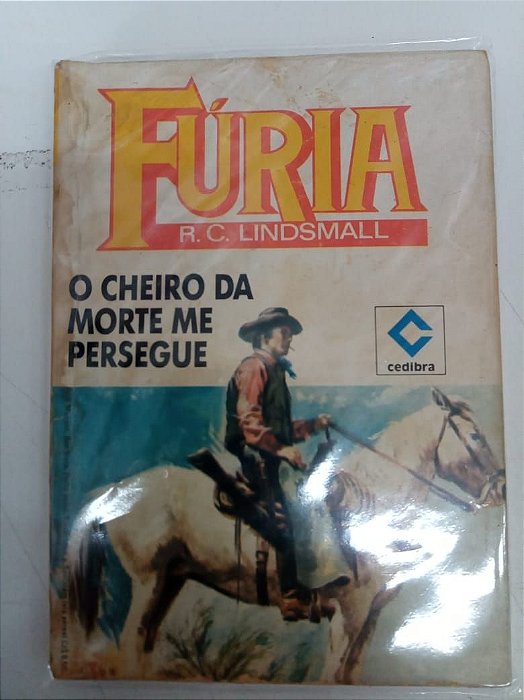 FÚRIA
R. C. LINDSMALL
O CHEIRO DA
MORTE ME
PERSEGUE
cedibra